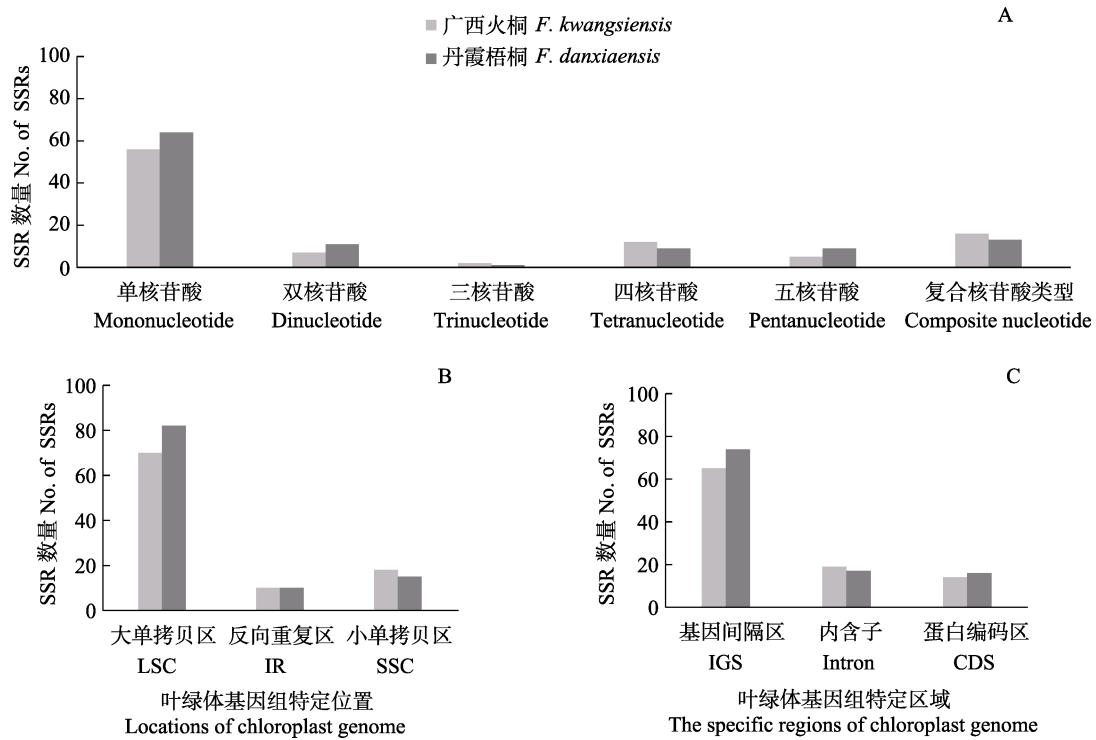 A
广西火桐 F. kwangsiensis
丹霞梧桐 F. danxiaensis
SSR 数量 No. of SSRs
100
80
60
40
20
0
单核苷酸 双核苷酸 三核苷酸 四核苷酸 五核苷酸 复合核苷酸类型
Mononucleotide Dinucleotide Trinucleotide Tetranucleotide Pentanucleotide Composite nucleotide
B
SSR 数量 No. of SSRs
100
80
60
40
20
0
大单拷贝区 反向重复区 小单拷贝区
LSC IR SSC
叶绿体基因组特定位置
Locations of chloroplast genome
C
SSR 数量 No. of SSRs
100
80
60
40
20
0
基因间隔区 内含子 蛋白编码区
IGS Intron CDS
叶绿体基因组特定区域
The specific regions of chloroplast genome